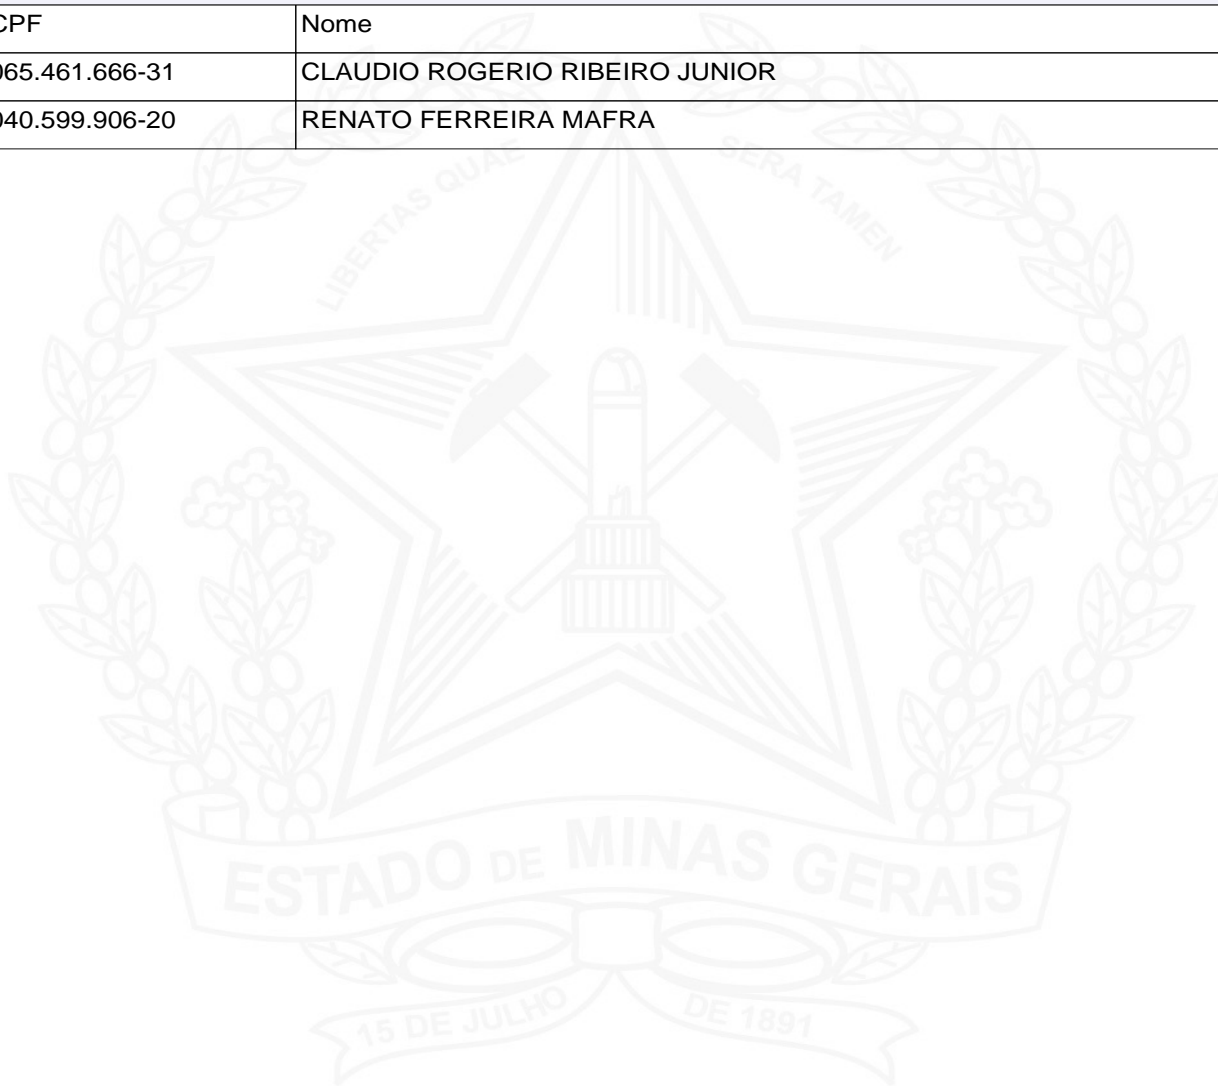 CPF Nome
065.461.666-31 CLAUDIO ROGERIO RIBEIRO JUNIOR
040.599.906-20 RENATO FERREIRA MAFRA
LIBERTAS QUAE SERA TAMEN
ESTADO DE MINAS GERAIS
15 DE JULHO DE 1891